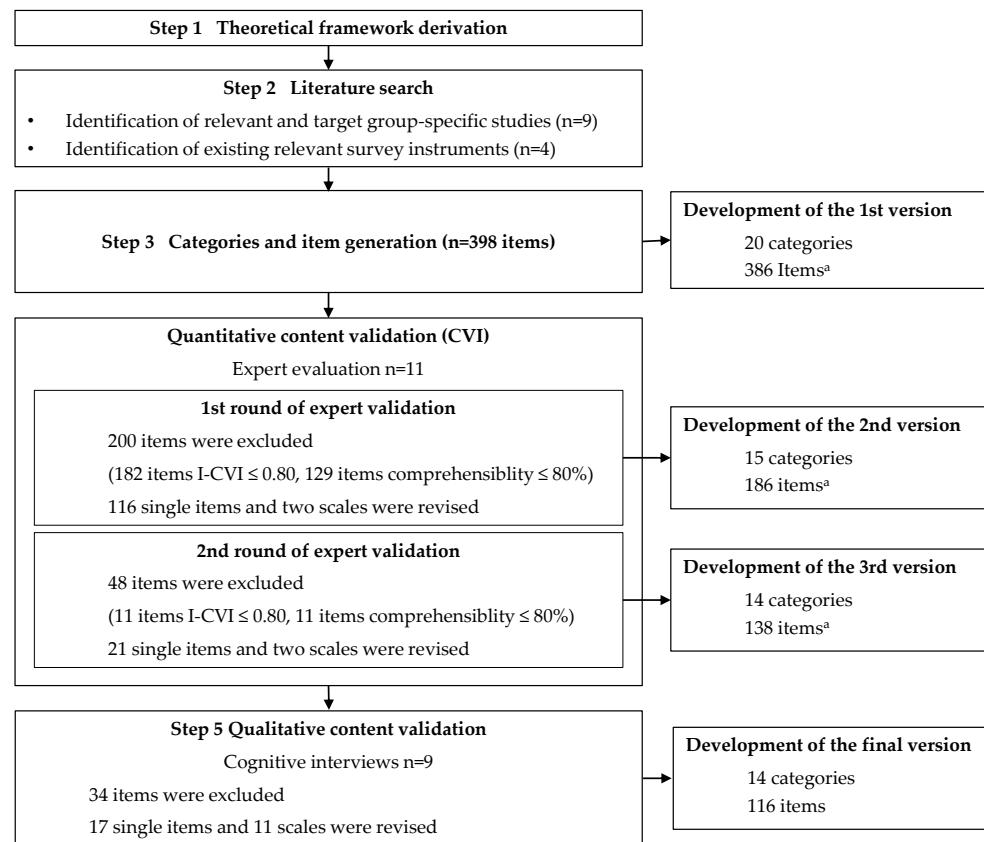 Step 1 Theoretical framework derivation
Step 2 Literature search
• Identification of relevant and target group-specific studies (n=9)
• Identification of existing relevant survey instruments (n=4)
Step 3 Categories and item generation (n=398 items)
Development of the 1st version
20 categories
386 Itemsᵃ
Quantitative content validation (CVI)
Expert evaluation n=11
1st round of expert validation
200 items were excluded
(182 items I-CVI ≤ 0.80, 129 items comprehensiblity ≤ 80%)
116 single items and two scales were revised
Development of the 2nd version
15 categories
186 itemsᵃ
2nd round of expert validation
48 items were excluded
(11 items I-CVI ≤ 0.80, 11 items comprehensiblity ≤ 80%)
21 single items and two scales were revised
Development of the 3rd version
14 categories
138 itemsᵃ
Step 5 Qualitative content validation
Cognitive interviews n=9
34 items were excluded
17 single items and 11 scales were revised
Development of the final version
14 categories
116 items